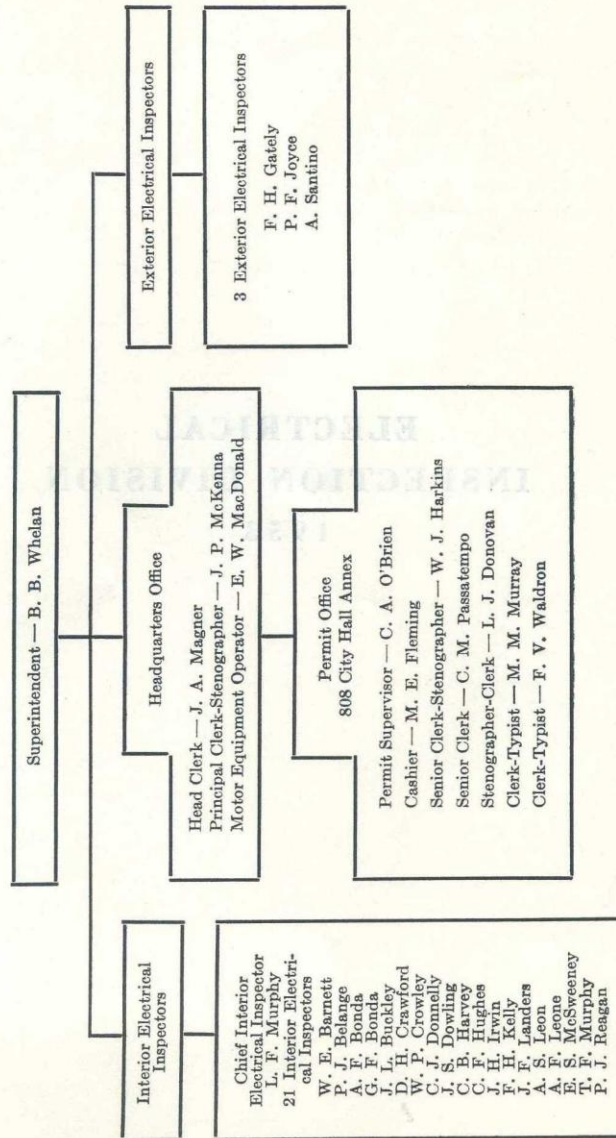 Superintendent — B. B. Whelan
Interior Electrical
Inspectors
Chief Interior
Electrical Inspector
L. F. Murphy
21 Interior Electri-
cal Inspectors
W. E. Barnett
P. J. Belange
A. F. Bonda
G. F. Bonda
J. L. Buckley
D. H. Crawford
W. P. Crowley
C. J. Donnelly
J. S. Dowling
C. B. Harvey
C. F. Hughes
J. H. Irwin
F. H. Kelly
J. F. Landers
A. S. Leon
A. F. Leone
E. S. McSweeney
T. F. Murphy
P. J. Reagan
Headquarters Office
Head Clerk — J. A. Magner
Principal Clerk-Stenographer — J. P. McKenna
Motor Equipment Operator — E. W. MacDonald
Permit Office
808 City Hall Annex
Permit Supervisor — C. A. O'Brien
Cashier — M. E. Fleming
Senior Clerk-Stenographer — W. J. Harkins
Senior Clerk — C. M. Passatempo
Stenographer-Clerk — L. J. Donovan
Clerk-Typist — M. M. Murray
Clerk-Typist — F. V. Waldron
Exterior Electrical Inspectors
3 Exterior Electrical Inspectors
F. H. Gately
P. F. Joyce
A. Santino
ELECTRICAL
INSPECTION DIVISION